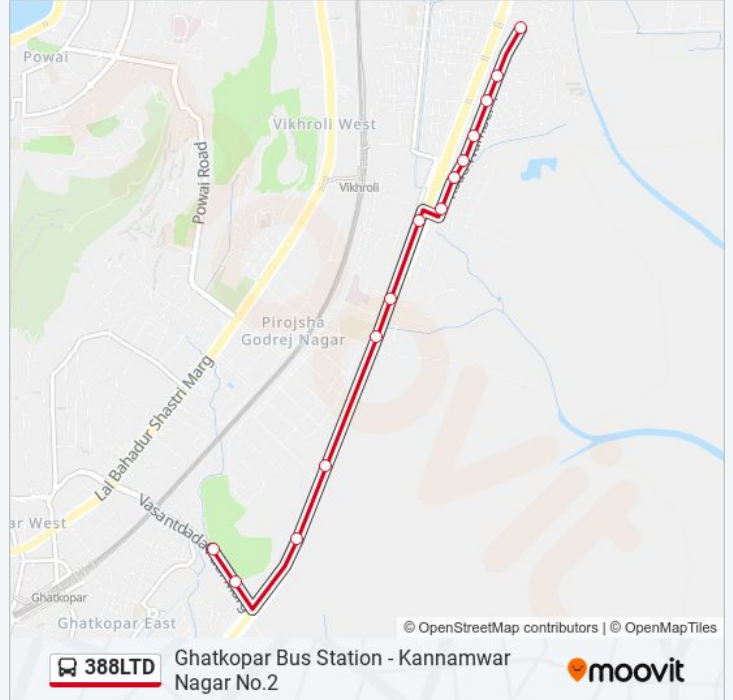 Powai
Vikhroli West
Powai Road
Vikhroli
Pirojsha
Godrej Nagar
Lal Bahadur Shastri Marg
ar West
Ghatkopar
Ghatkopar East
© OpenStreetMap contributors | © OpenMapTiles
388LTD
Ghatkopar Bus Station - Kannamwar
Nagar No.2
moovit